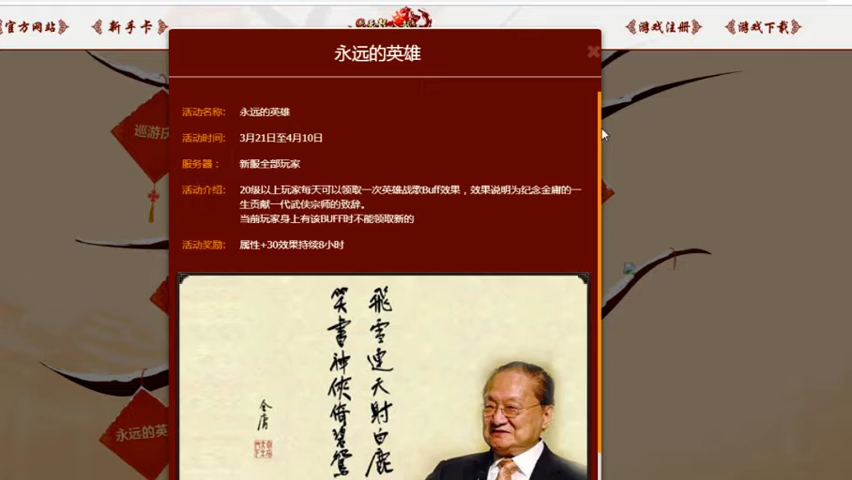 官方网站
新手卡
游戏注册
游戏下载
永远的英雄
活动名称: 永远的英雄
活动时间: 3月21日至4月10日
服务器： 新服全部玩家
活动介绍: 20级以上玩家每天可以领取一次英雄战歌Buff效果，效果说明为纪念金庸的一
生贡献一代武侠宗师的致辞。
当前玩家身上有该BUFF时不能领取新的
活动奖励: 属性+30效果持续8小时
飛雪連天射白鹿
笑書神俠倚碧鴛
金庸
巡游庆
永远的英